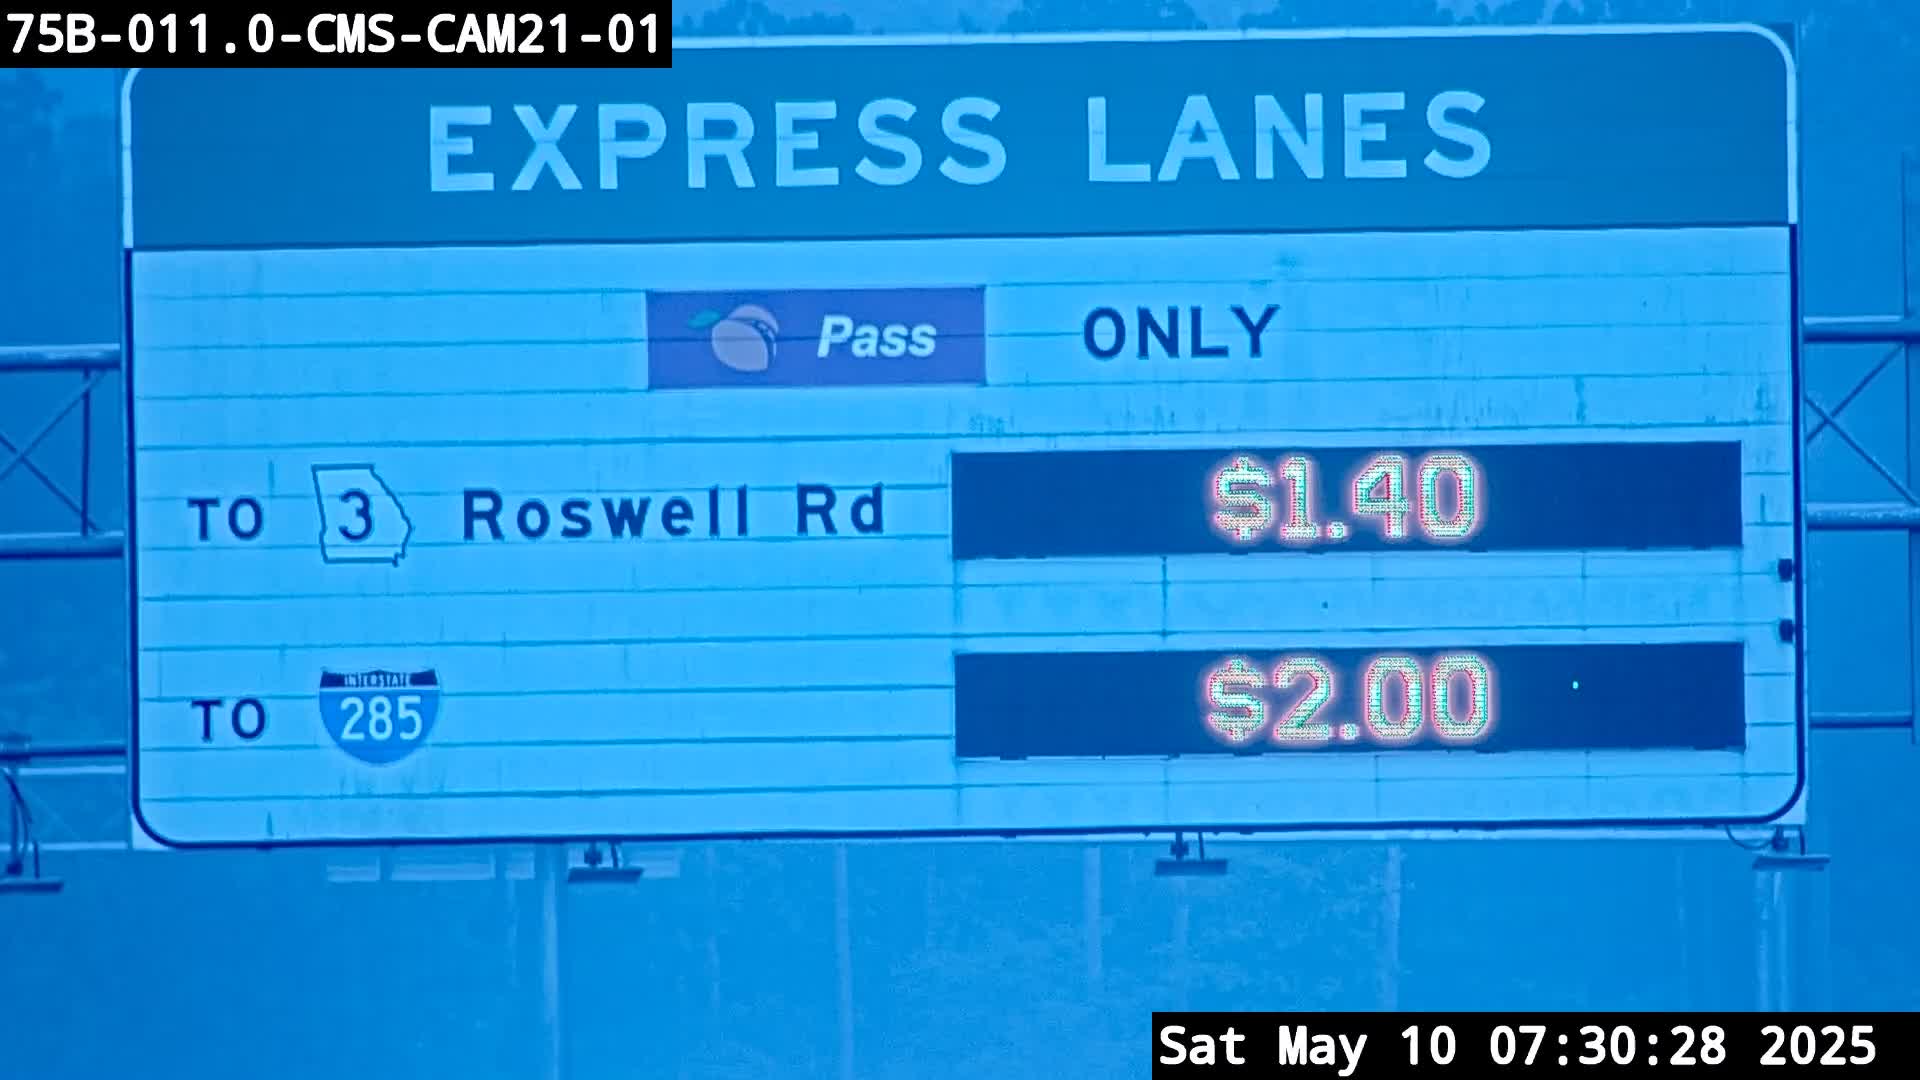 75B-011.0-CMS-CAM21-01
EXPRESS LANES
Pass ONLY
TO 3 Roswell Rd $1.40
TO INTERSTATE 285 $2.00
Sat May 10 07:30:28 2025